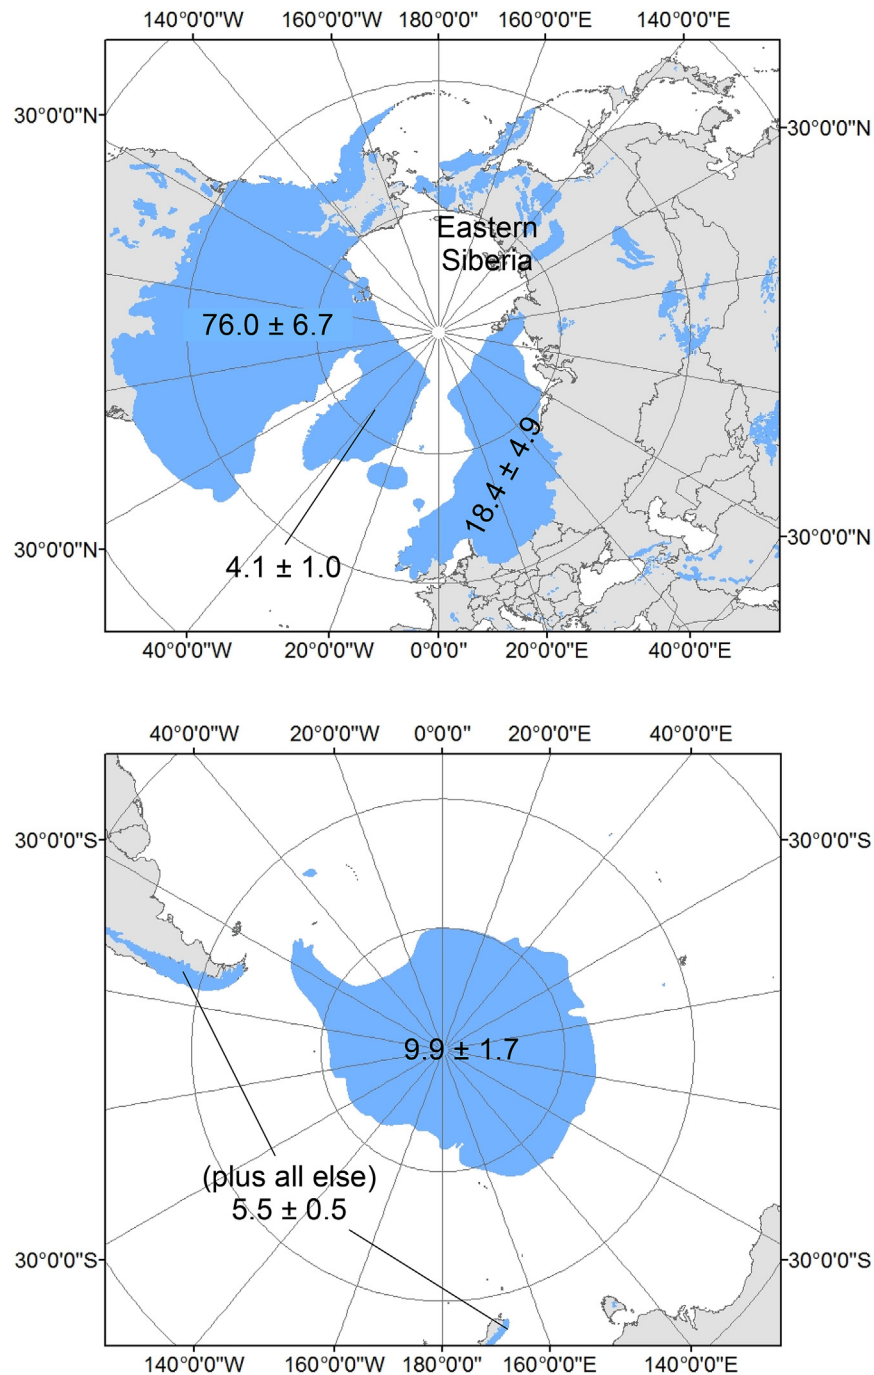 140°0'0"W 160°0'0"W 180°0'0" 160°0'0"E 140°0'0"E
30°0'0"N 30°0'0"N
Eastern
Siberia
76.0 ± 6.7
18.4 ± 4.9
30°0'0"N 30°0'0"N
4.1 ± 1.0
40°0'0"W 20°0'0"W 0°0'0" 20°0'0"E 40°0'0"E
40°0'0"W 20°0'0"W 0°0'0" 20°0'0"E 40°0'0"E
30°0'0"S 30°0'0"S
9.9 ± 1.7
(plus all else)
5.5 ± 0.5
30°0'0"S 30°0'0"S
140°0'0"W 160°0'0"W 180°0'0" 160°0'0"E 140°0'0"E